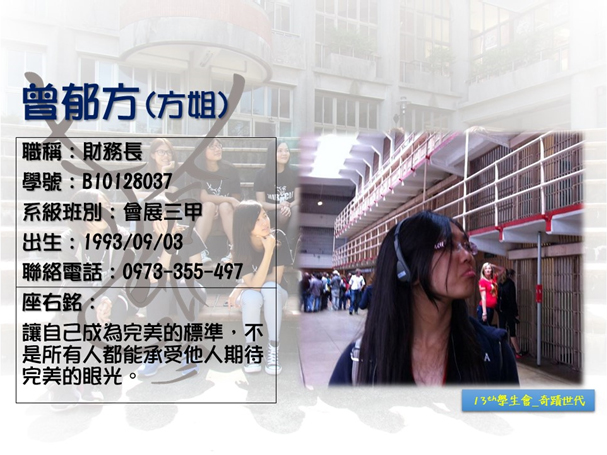 曾郁方(方姐)
職稱：財務長
學號：B10128037
系級班別：會展三甲
出生：1993/09/03
聯絡電話：0973-355-497
座右銘：
讓自己成為完美的標準，不
是所有人都能承受他人期待
完美的眼光。
13th學生會_奇蹟世代